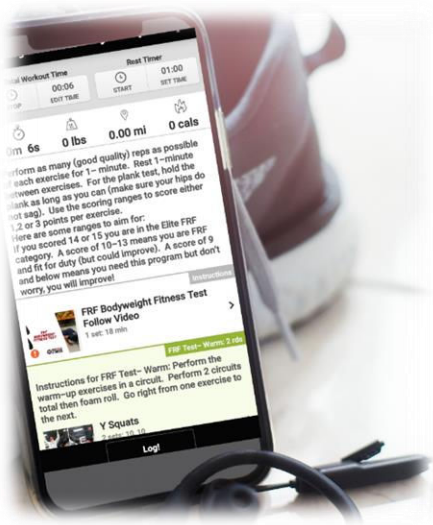 Workout Time
Rest Timer
00:06
EDIT TIME
START
01:00
SET TIME
0m 6s
0 lbs
0.00 mi
0 cals
Perform as many (good quality) reps as possible
of each exercise for 1- minute. Rest 1-minute
between exercises. For the plank test, hold the
plank as long as you can (make sure your hips do
not sag). Use the scoring ranges to score either
1,2 or 3 points per exercise.
Here are some ranges to aim for:
If you scored 14 or 15 you are in the Elite FRF
category. A score of 10-13 means you are FRF
and fit for duty (but could improve). A score of 9
and below means you need this program but don't
worry, you will improve!
Instructions
FRF Bodyweight Fitness Test
Follow Video
1 set: 18 min
FRF Test- Warm: 2 rds
Instructions for FRF Test- Warm: Perform the
warm-up exercises in a circuit. Perform 2 circuits
total then foam roll. Go right from one exercise to
the next.
Y Squats
2 sets: 10, 10
Log!